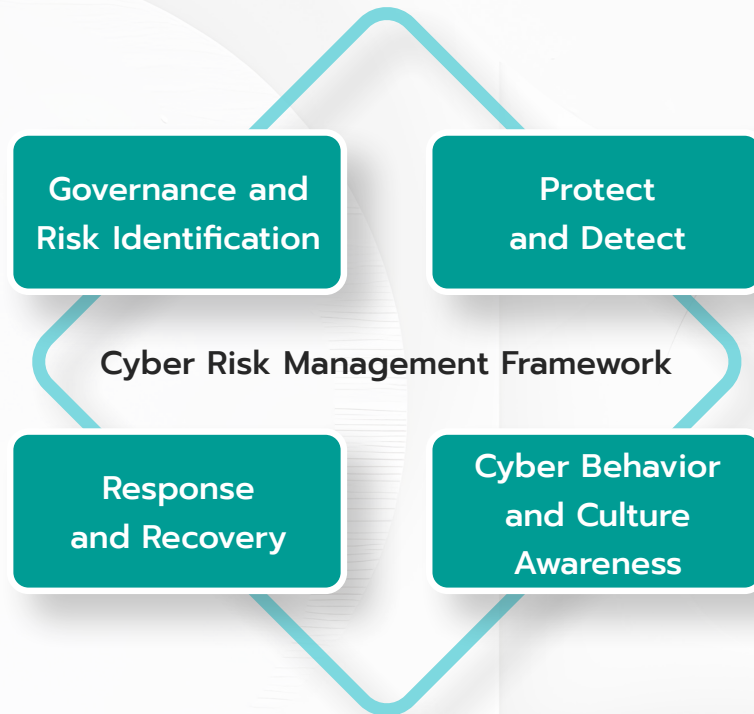 Governance and
Risk Identification
Protect
and Detect
Cyber Risk Management Framework
Response
and Recovery
Cyber Behavior
and Culture
Awareness